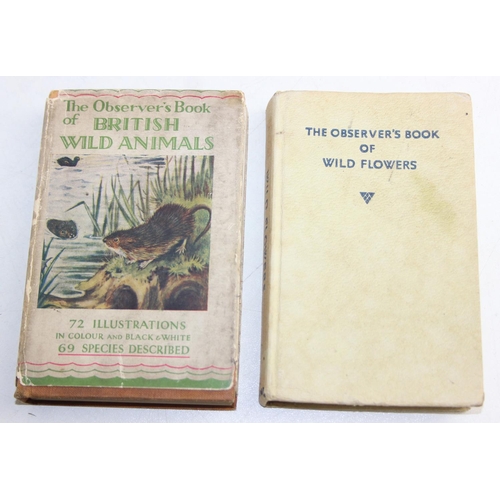 The Observer's Book
of BRITISH
WILD ANIMALS
72 ILLUSTRATIONS
IN COLOUR AND BLACK & WHITE
69 SPECIES DESCRIBED
THE OBSERVER'S BOOK
OF
WILD FLOWERS